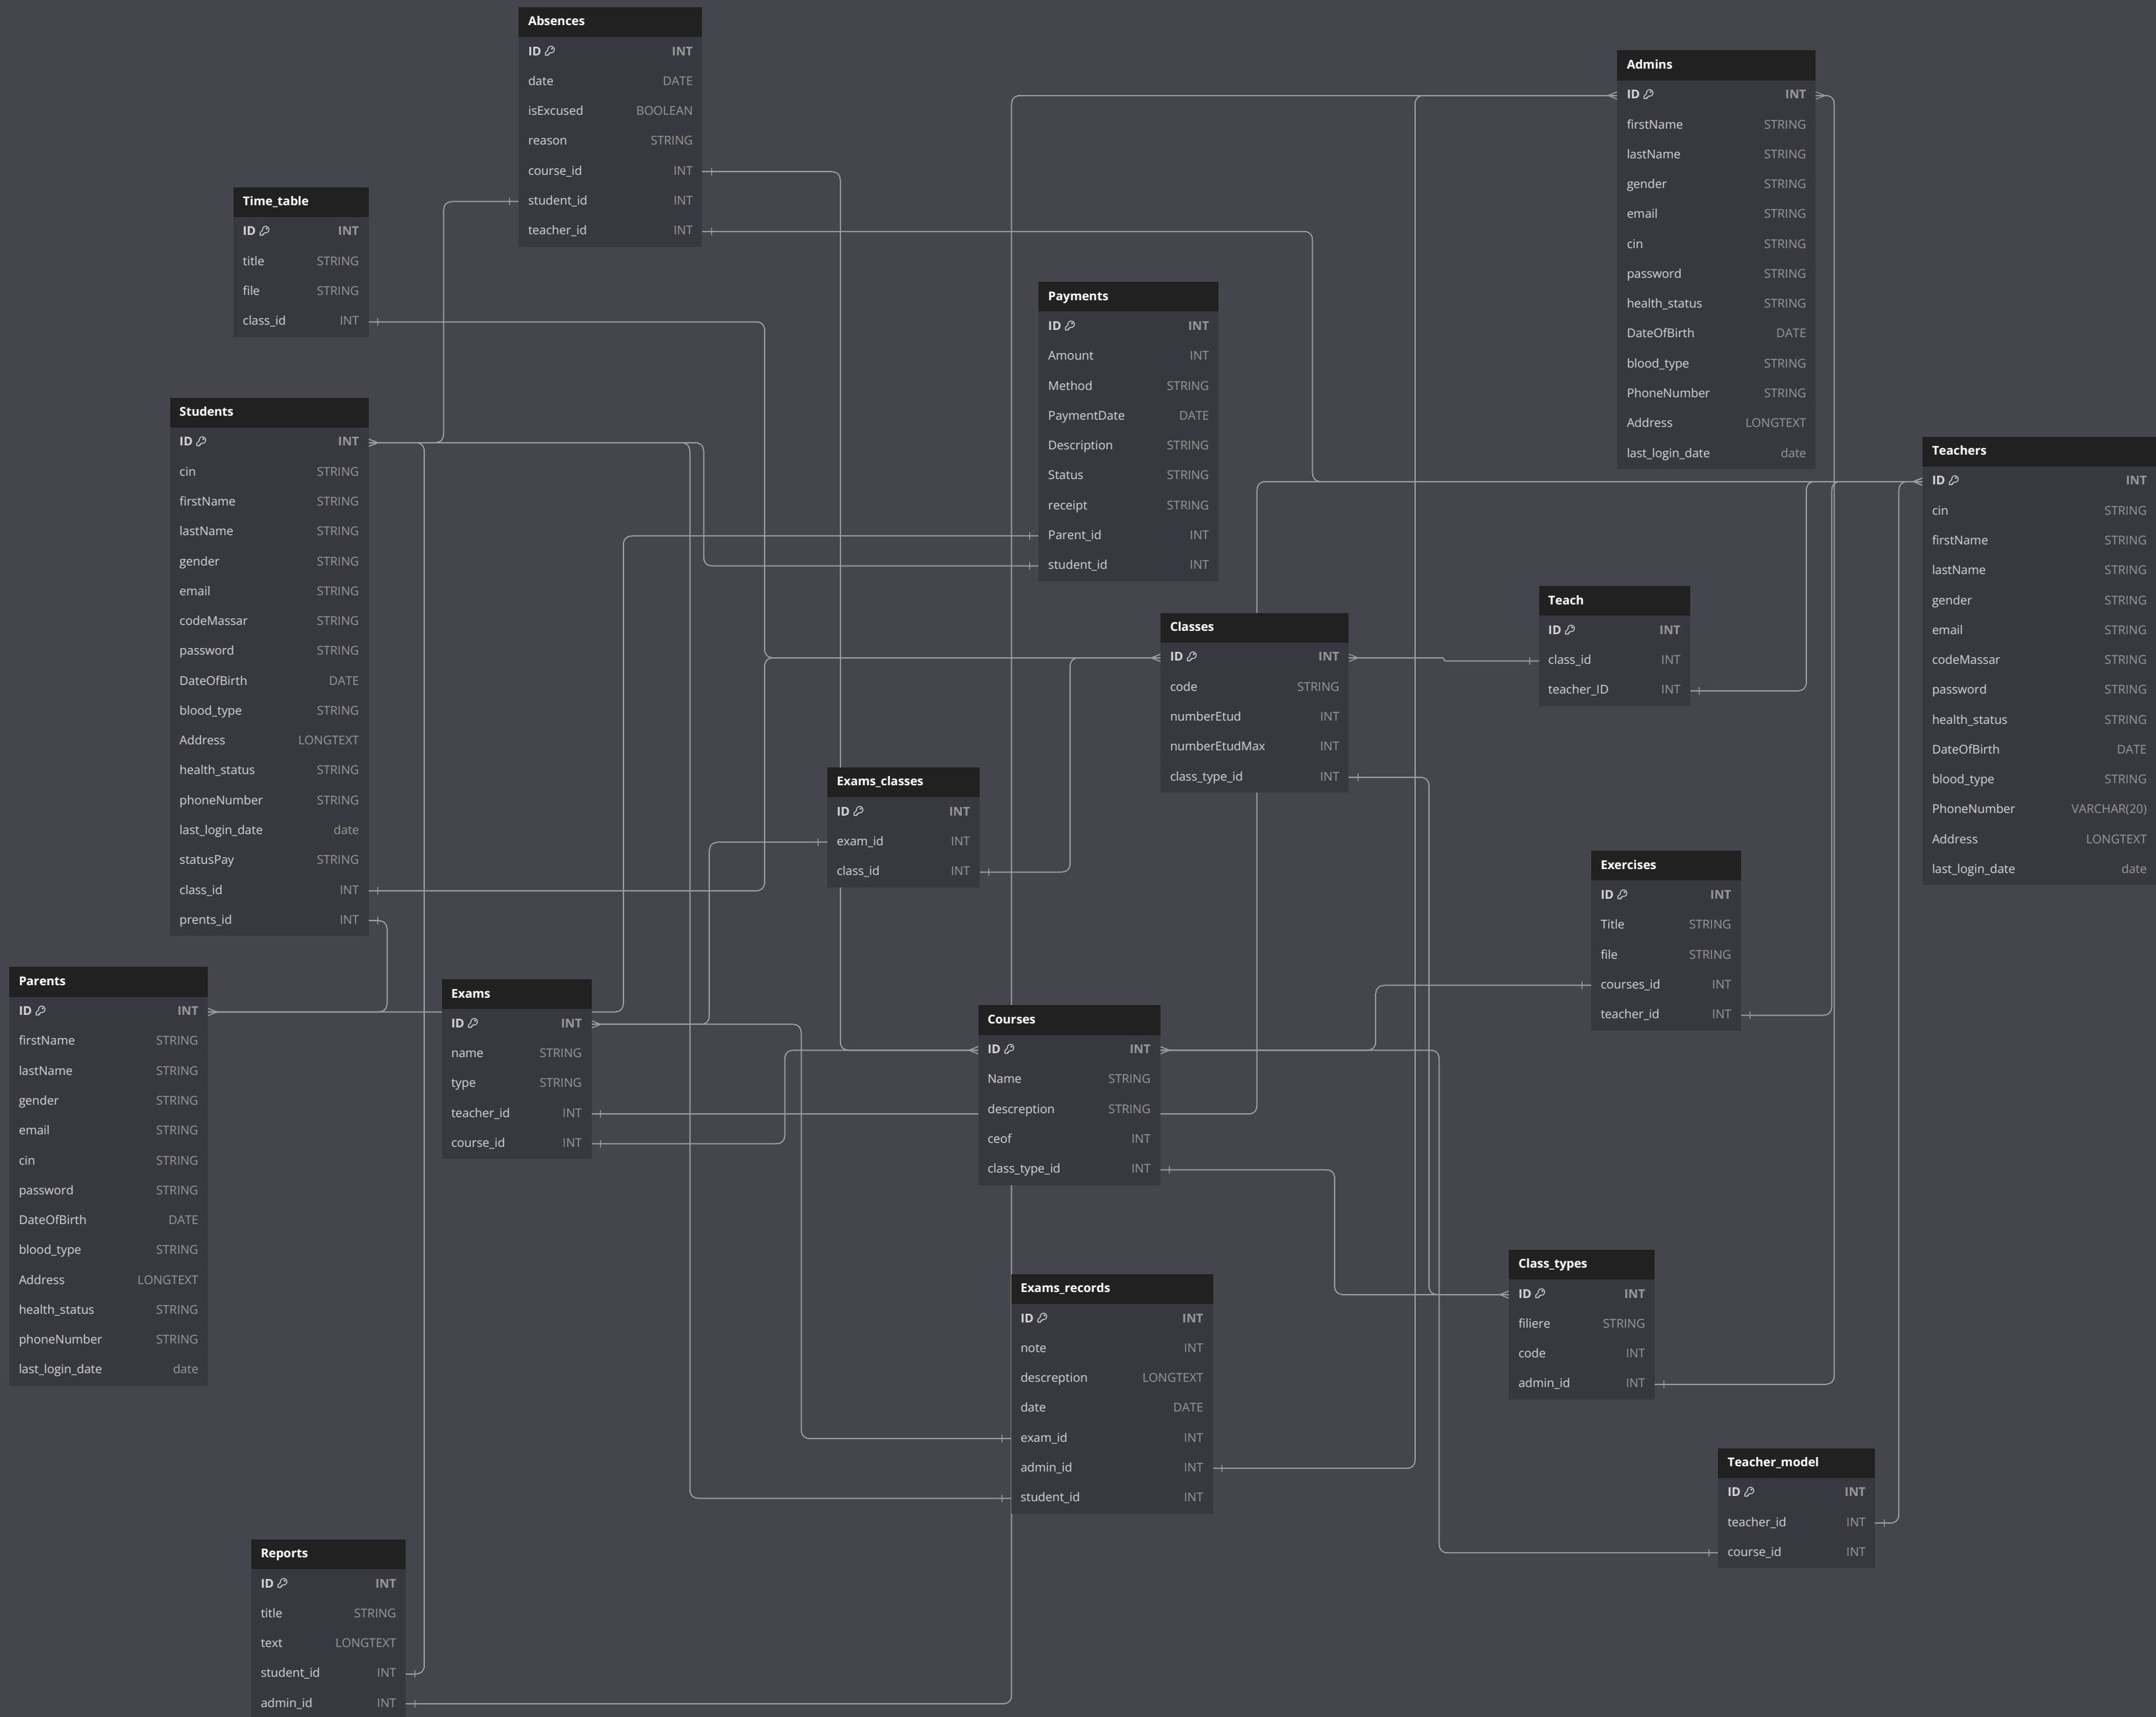 Absences
ID INT
date DATE
isExcused BOOLEAN
reason STRING
course_id INT
student_id INT
teacher_id INT
Admins
ID INT
firstName STRING
lastName STRING
gender STRING
email STRING
cin STRING
password STRING
health_status STRING
DateOfBirth DATE
blood_type STRING
PhoneNumber STRING
Address LONGTEXT
last_login_date date
Time_table
ID INT
title STRING
file STRING
class_id INT
Payments
ID INT
Amount INT
Method STRING
PaymentDate DATE
Description STRING
Status STRING
receipt STRING
Parent_id INT
student_id INT
Students
ID INT
cin STRING
firstName STRING
lastName STRING
gender STRING
email STRING
codeMassar STRING
password STRING
DateOfBirth DATE
blood_type STRING
Address LONGTEXT
health_status STRING
phoneNumber STRING
last_login_date date
statusPay STRING
class_id INT
prents_id INT
Teachers
ID INT
cin STRING
firstName STRING
lastName STRING
gender STRING
email STRING
codeMassar STRING
password STRING
health_status STRING
DateOfBirth DATE
blood_type STRING
PhoneNumber VARCHAR(20)
Address LONGTEXT
last_login_date date
Teach
ID INT
class_id INT
teacher_ID INT
Classes
ID INT
code STRING
numberEtud INT
numberEtudMax INT
class_type_id INT
Exams_classes
ID INT
exam_id INT
class_id INT
Exercises
ID INT
Title STRING
file STRING
courses_id INT
teacher_id INT
Parents
ID INT
firstName STRING
lastName STRING
gender STRING
email STRING
cin STRING
password STRING
DateOfBirth DATE
blood_type STRING
Address LONGTEXT
health_status STRING
phoneNumber STRING
last_login_date date
Exams
ID INT
name STRING
type STRING
teacher_id INT
course_id INT
Courses
ID INT
Name STRING
descreption STRING
ceof INT
class_type_id INT
Class_types
ID INT
filiere STRING
code INT
admin_id INT
Exams_records
ID INT
note INT
descreption LONGTEXT
date DATE
exam_id INT
admin_id INT
student_id INT
Teacher_model
ID INT
teacher_id INT
course_id INT
Reports
ID INT
title STRING
text LONGTEXT
student_id INT
admin_id INT